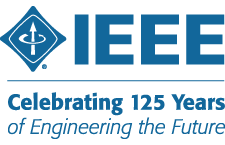 IEEE
Celebrating 125 Years
of Engineering the Future